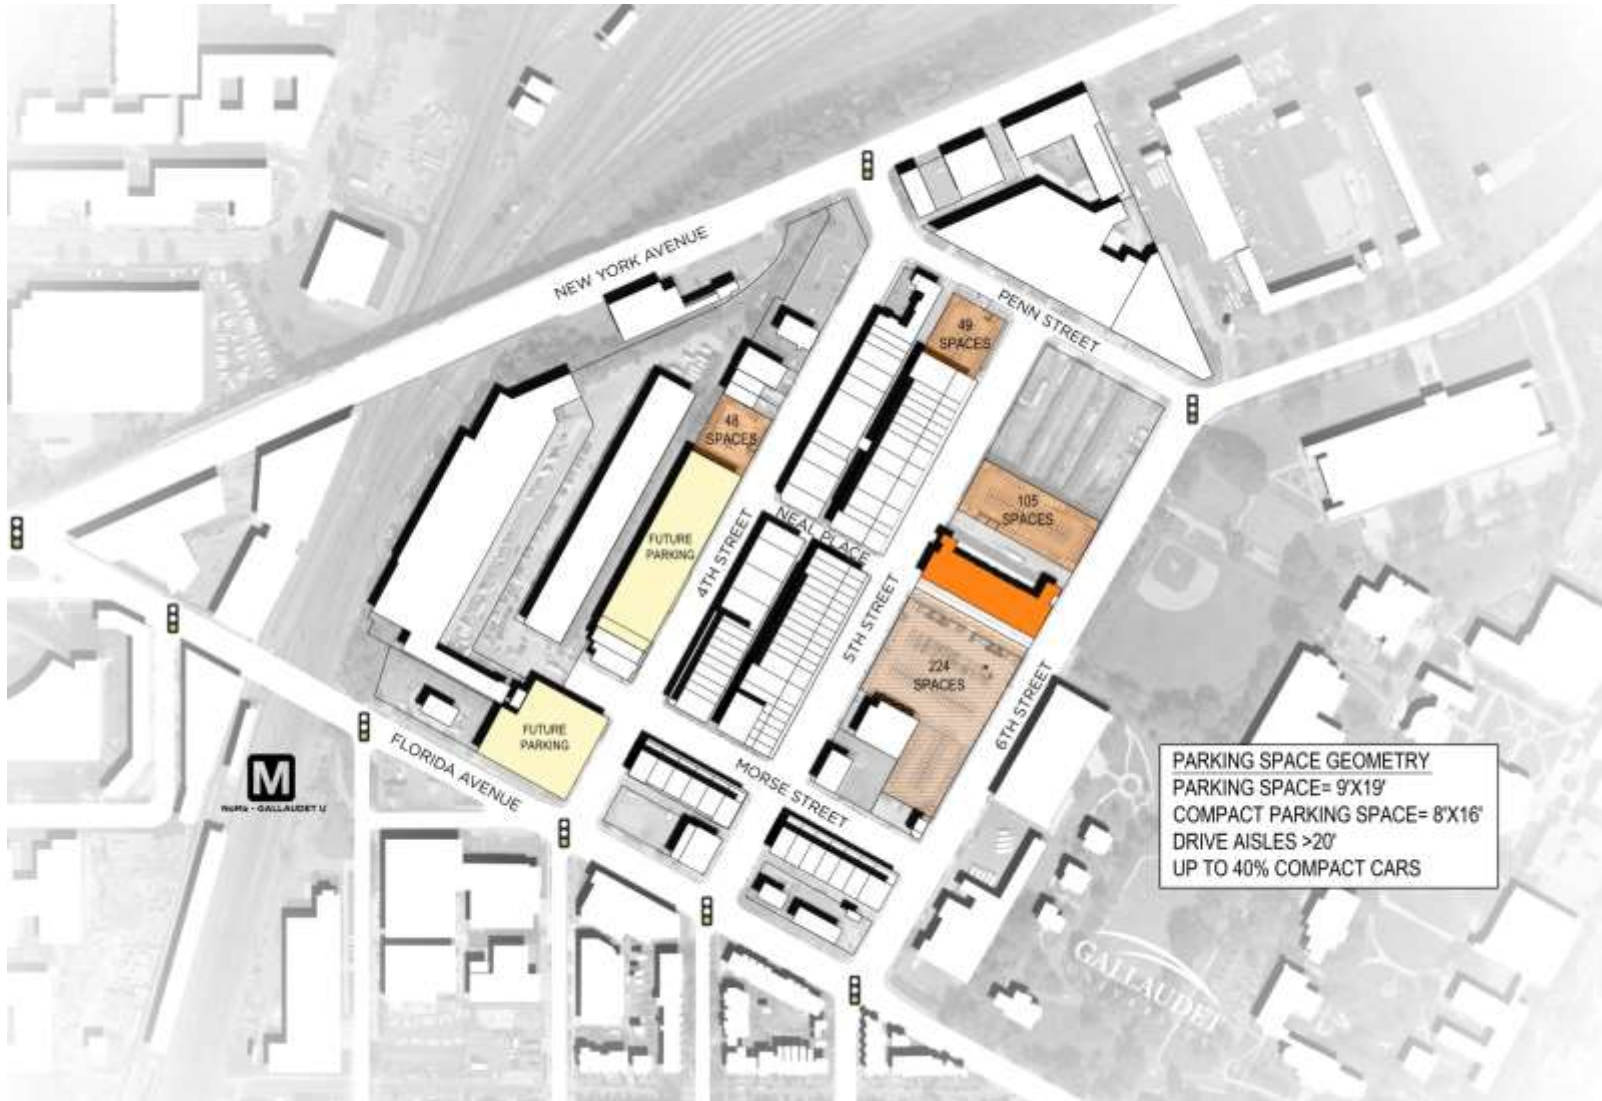 NEW YORK AVENUE
PENN STREET
49
SPACES
48
SPACES
105
SPACES
NEAL PLACE
4TH STREET
FUTURE
PARKING
5TH STREET
224
SPACES
6TH STREET
FUTURE
PARKING
FLORIDA AVENUE
MORSE STREET
M
NoMa - GALLAUDET U
PARKING SPACE GEOMETRY
PARKING SPACE= 9'X19'
COMPACT PARKING SPACE= 8'X16'
DRIVE AISLES >20'
UP TO 40% COMPACT CARS
GALLAUDET